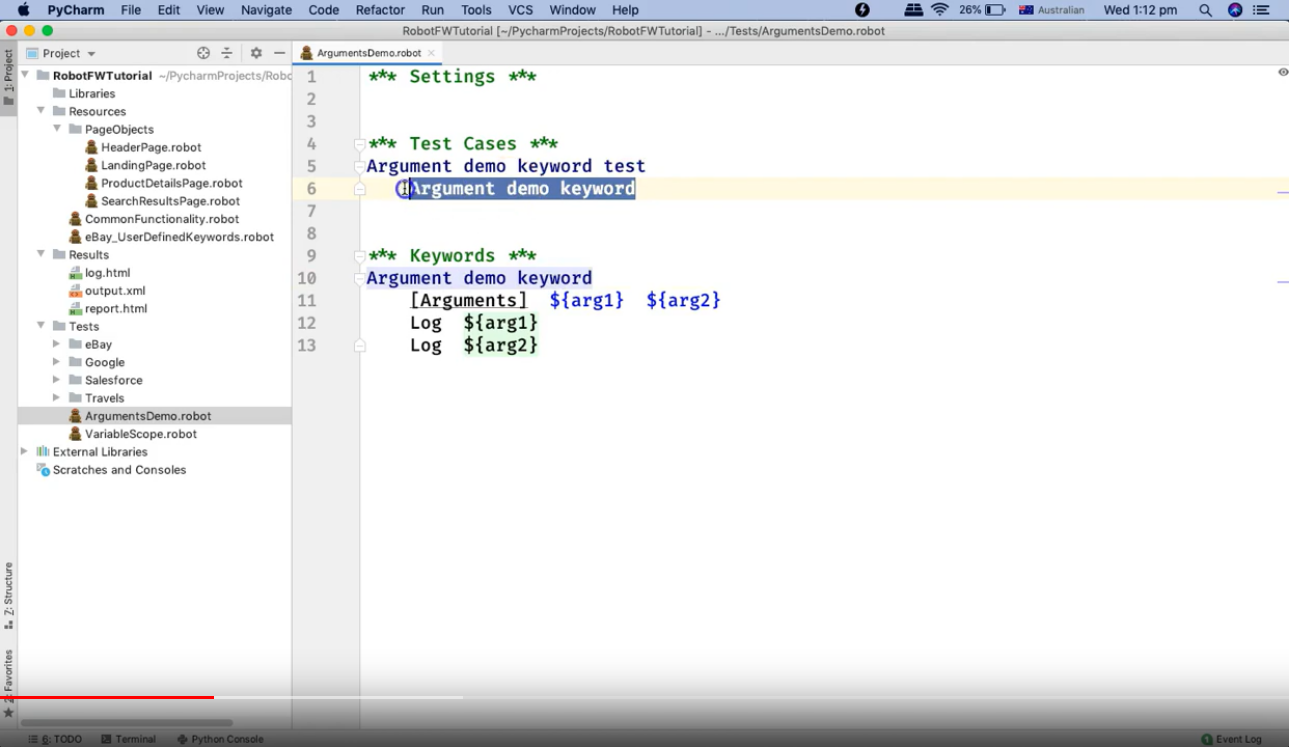 PyCharm File Edit View Navigate Code Refactor Run Tools VCS Window Help 26% Australian Wed 1:12 pm
RobotFWTutorial [~/PycharmProjects/RobotFWTutorial] - .../Tests/ArgumentsDemo.robot
1: Project
Project
ArgumentsDemo.robot
RobotFWTutorial ~/PycharmProjects/Robo
Libraries
Resources
PageObjects
HeaderPage.robot
LandingPage.robot
ProductDetailsPage.robot
SearchResultsPage.robot
CommonFunctionality.robot
eBay_UserDefinedKeywords.robot
Results
log.html
output.xml
report.html
Tests
eBay
Google
Salesforce
Travels
ArgumentsDemo.robot
VariableScope.robot
External Libraries
Scratches and Consoles
1 *** Settings ***
2
3
4 *** Test Cases ***
5 Argument demo keyword test
6 Argument demo keyword
7
8
9 *** Keywords ***
10 Argument demo keyword
11 [Arguments] ${arg1} ${arg2}
12 Log ${arg1}
13 Log ${arg2}
Z: Structure
2: Favorites
6: TODO Terminal Python Console 1 Event Log